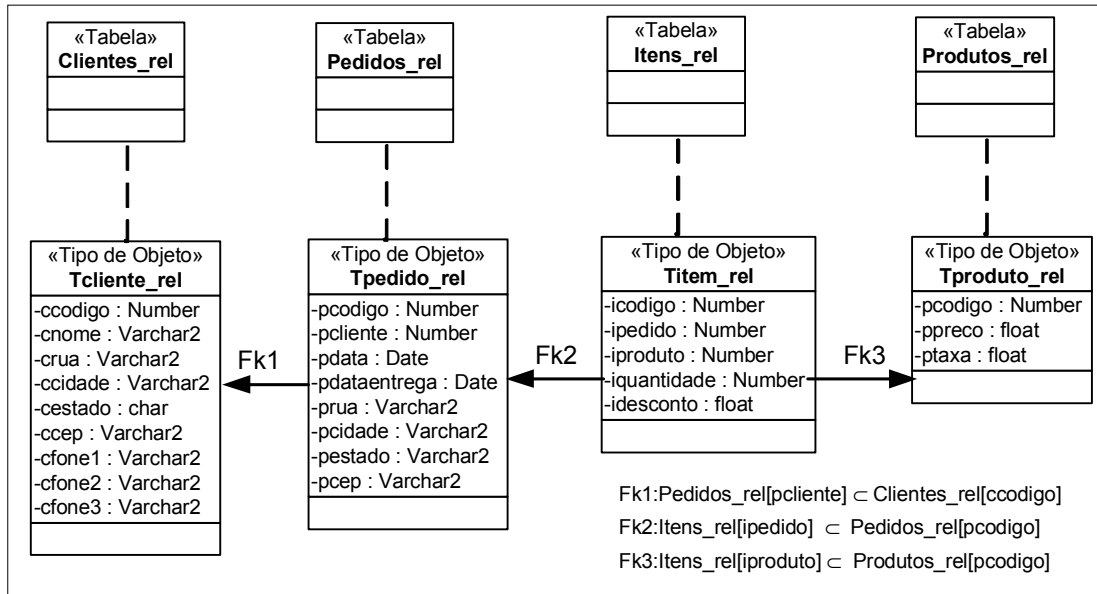 «Tabela»
Clientes_rel
«Tabela»
Pedidos_rel
«Tabela»
Itens_rel
«Tabela»
Produtos_rel
«Tipo de Objeto»
Tcliente_rel
-ccodigo : Number
-cnome : Varchar2
-crua : Varchar2
-ccidade : Varchar2
-cestado : char
-ccep : Varchar2
-cfone1 : Varchar2
-cfone2 : Varchar2
-cfone3 : Varchar2
Fk1
«Tipo de Objeto»
Tpedido_rel
-pcodigo : Number
-pcliente : Number
-pdata : Date
-pdataentrega : Date
-prua : Varchar2
-pcidade : Varchar2
-pestado : Varchar2
-pcep : Varchar2
Fk2
«Tipo de Objeto»
Titem_rel
-icodigo : Number
-ipedido : Number
-iproduto : Number
-iquantidade : Number
-idesconto : float
Fk3
«Tipo de Objeto»
Tproduto_rel
-pcodigo : Number
-ppreco : float
-ptaxa : float
Fk1:Pedidos_rel[pcliente] ⊂ Clientes_rel[ccodigo]
Fk2:Itens_rel[ipedido] ⊂ Pedidos_rel[pcodigo]
Fk3:Itens_rel[iproduto] ⊂ Produtos_rel[pcodigo]